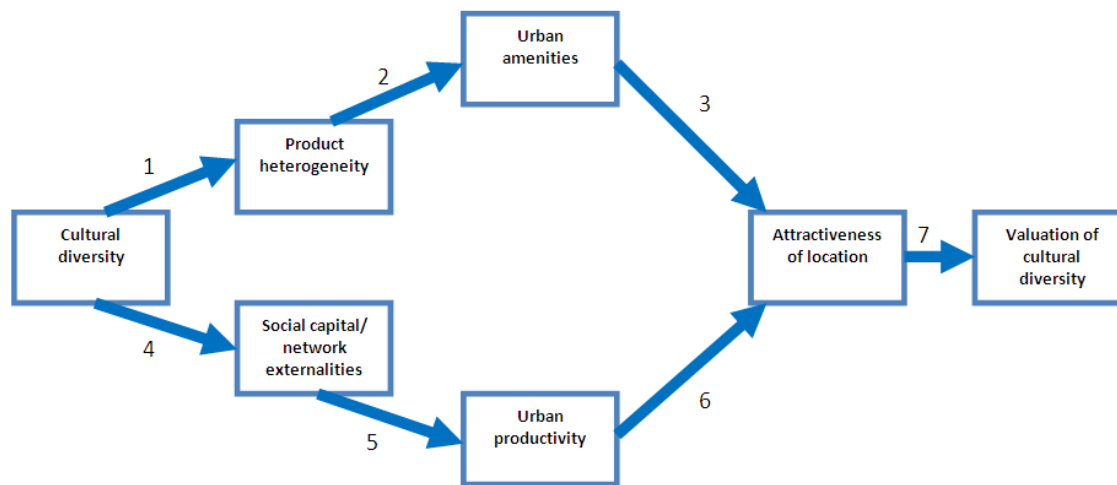 Urban
amenities
2
3
Product
heterogeneity
1
Cultural
diversity
Attractiveness
of location
7
Valuation of
cultural
diversity
4
Social capital/
network
externalities
5
Urban
productivity
6